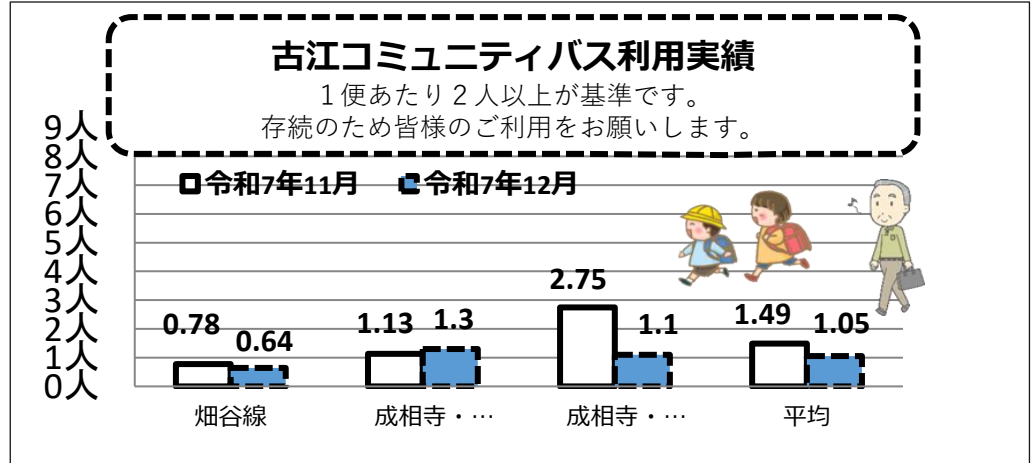 古江コミュニティバス利用実績
１便あたり２人以上が基準です。
存続のため皆様のご利用をお願いします。
9人
8人
7人
6人
5人
4人
3人
2人
1人
0人
令和7年11月 令和7年12月
0.78 0.64 1.13 1.3 2.75 1.1 1.49 1.05
畑谷線 成相寺・… 成相寺・… 平均